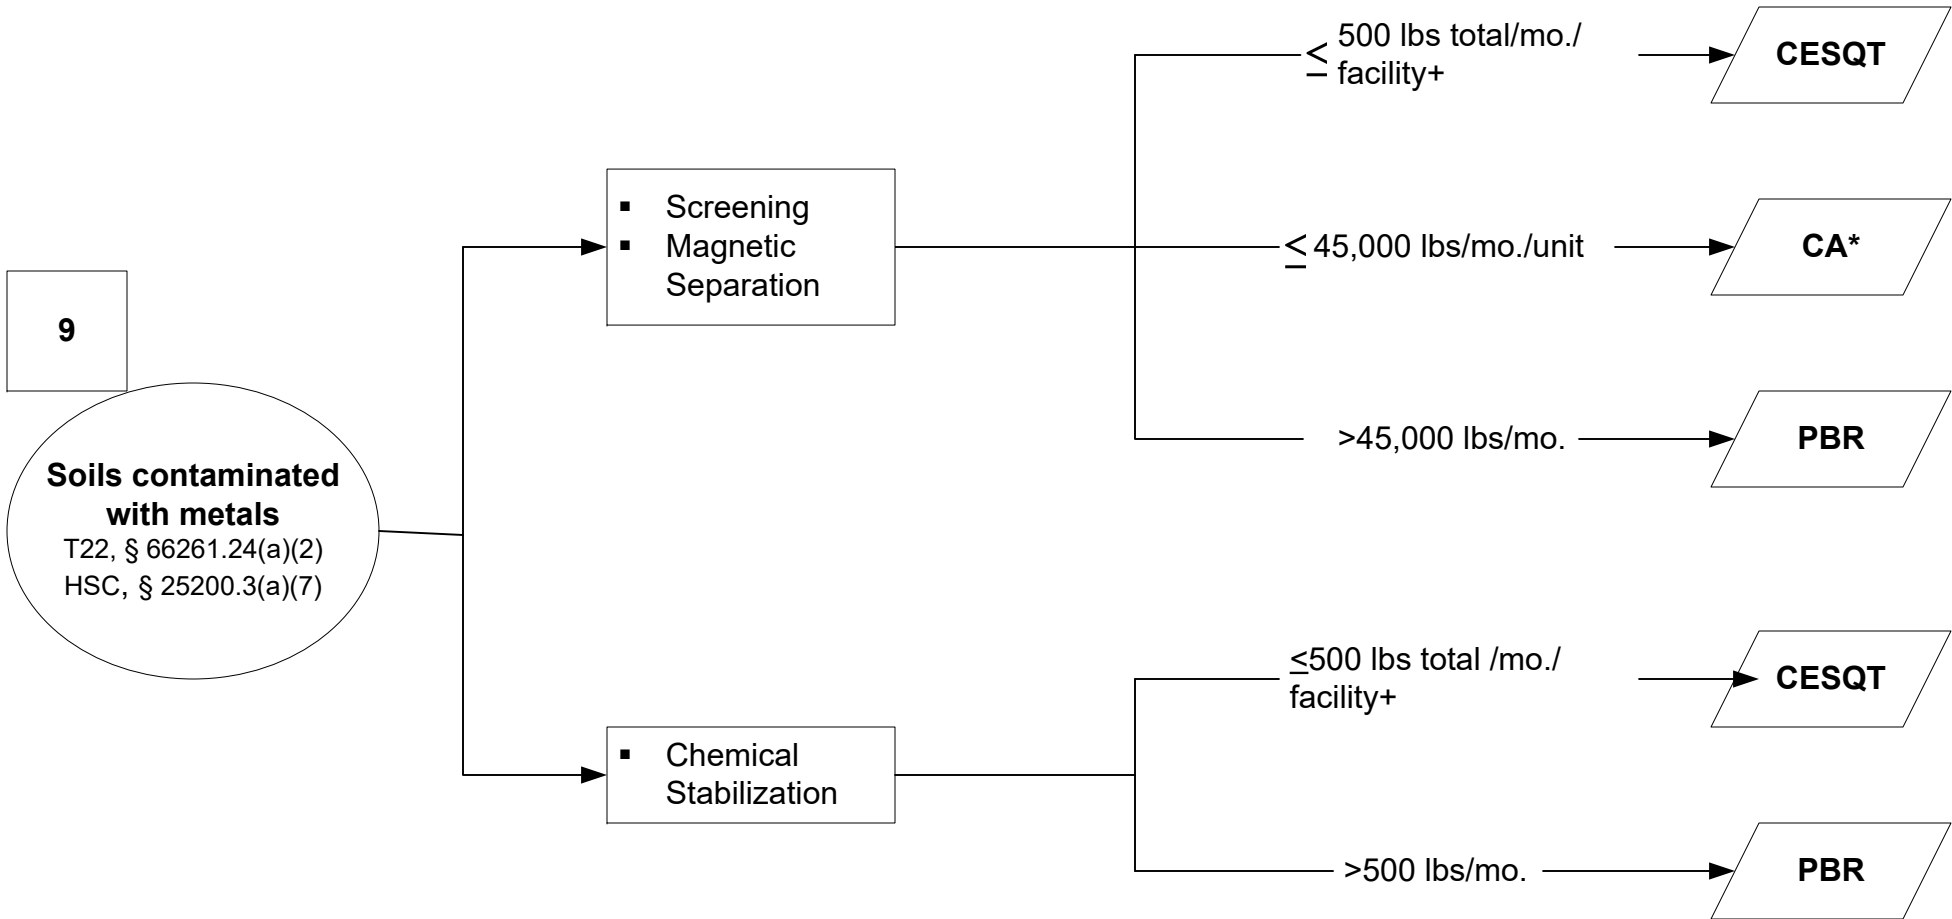 9
Soils contaminated
with metals
T22, § 66261.24(a)(2)
HSC, § 25200.3(a)(7)
▪ Screening
▪ Magnetic
Separation
≤ 500 lbs total/mo./
facility+
CESQT
≤ 45,000 lbs/mo./unit
CA*
>45,000 lbs/mo.
PBR
▪ Chemical
Stabilization
≤500 lbs total /mo./
facility+
CESQT
>500 lbs/mo.
PBR